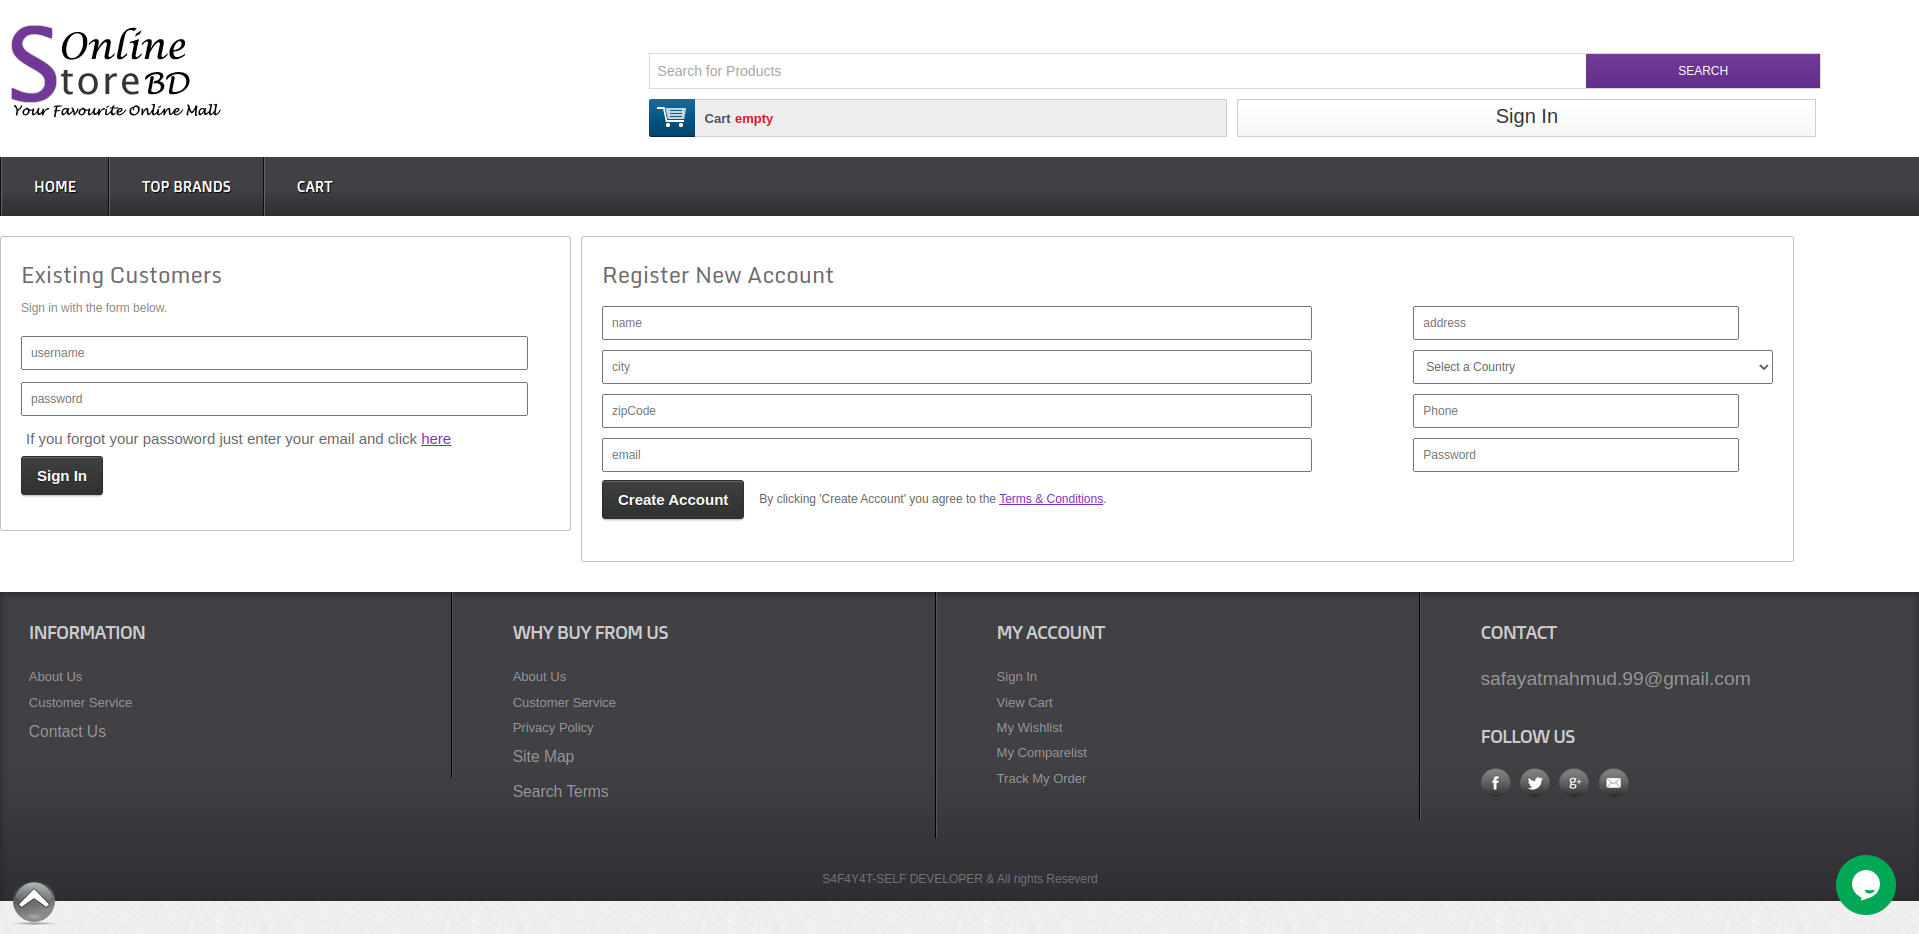 Online
Store BD
Your Favourite Online Mall
Search for Products
SEARCH
Cart empty
Sign In
HOME
TOP BRANDS
CART
Existing Customers
Sign in with the form below.
username
password
If you forgot your passoword just enter your email and click here
Sign In
Register New Account
name
address
city
Select a Country
zipCode
Phone
email
Password
Create Account
By clicking 'Create Account' you agree to the Terms & Conditions.
INFORMATION
About Us
Customer Service
Contact Us
WHY BUY FROM US
About Us
Customer Service
Privacy Policy
Site Map
Search Terms
MY ACCOUNT
Sign In
View Cart
My Wishlist
My Comparelist
Track My Order
CONTACT
safayatmahmud.99@gmail.com
FOLLOW US
S4F4Y4T-SELF DEVELOPER & All rights Reseverd